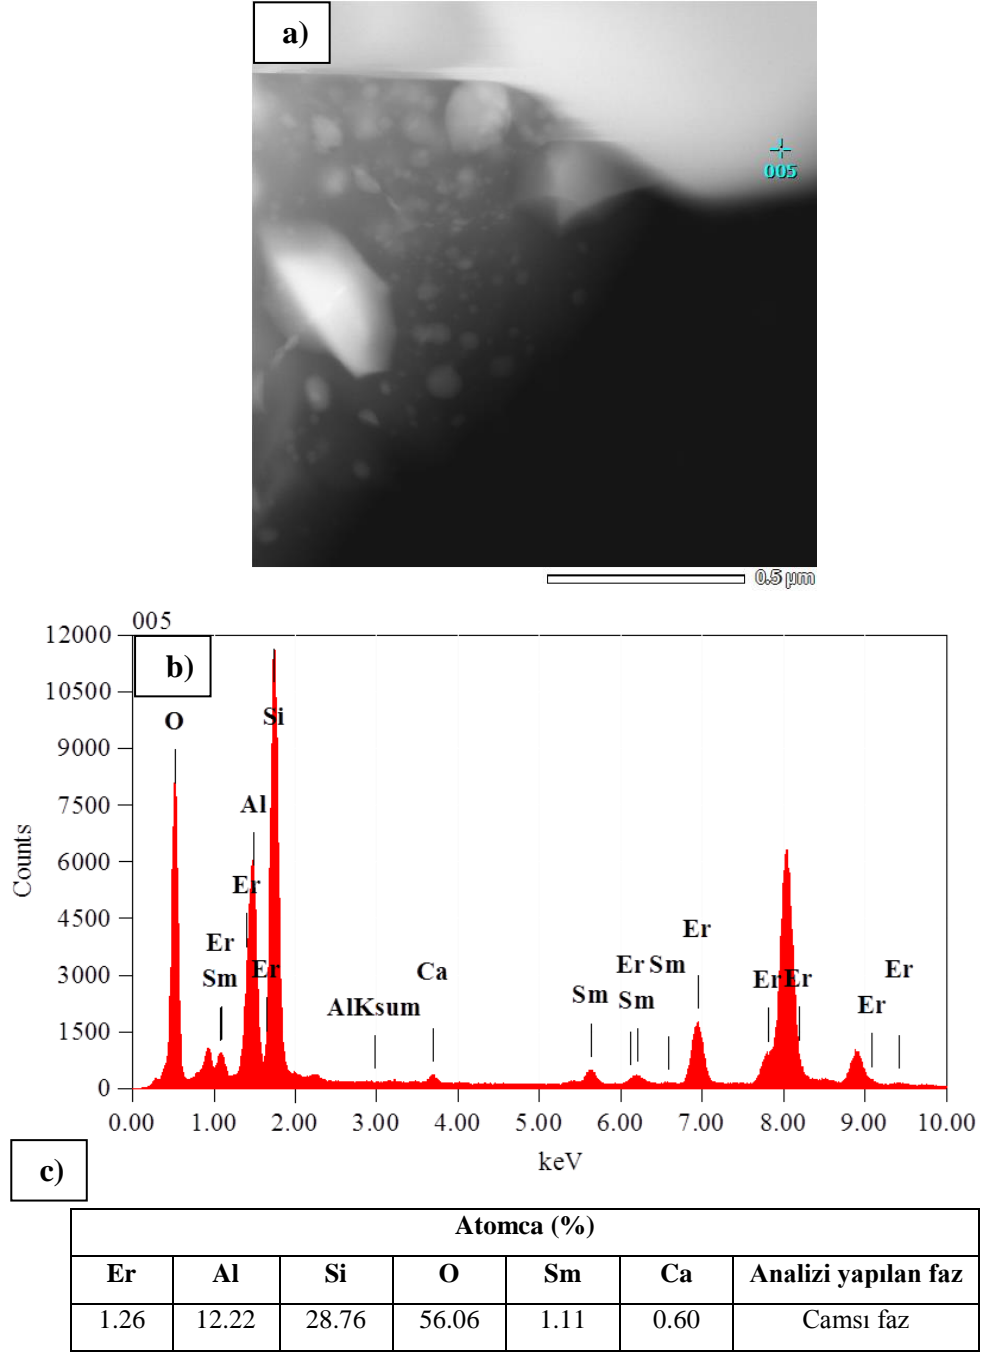 a)
005
0.5 µm
005
b)
12000
10500
9000
7500
6000
4500
3000
1500
0
Counts
O
Si
Al
Er
Er
Sm
Er
AlKsum
Ca
Sm
Er
Sm
Sm
Er
Er
Er
Er
Er
0.00 1.00 2.00 3.00 4.00 5.00 6.00 7.00 8.00 9.00 10.00
keV
c)
Atomca (%)
Er Al Si O Sm Ca Analizi yapılan faz
1.26 12.22 28.76 56.06 1.11 0.60 Camsı faz